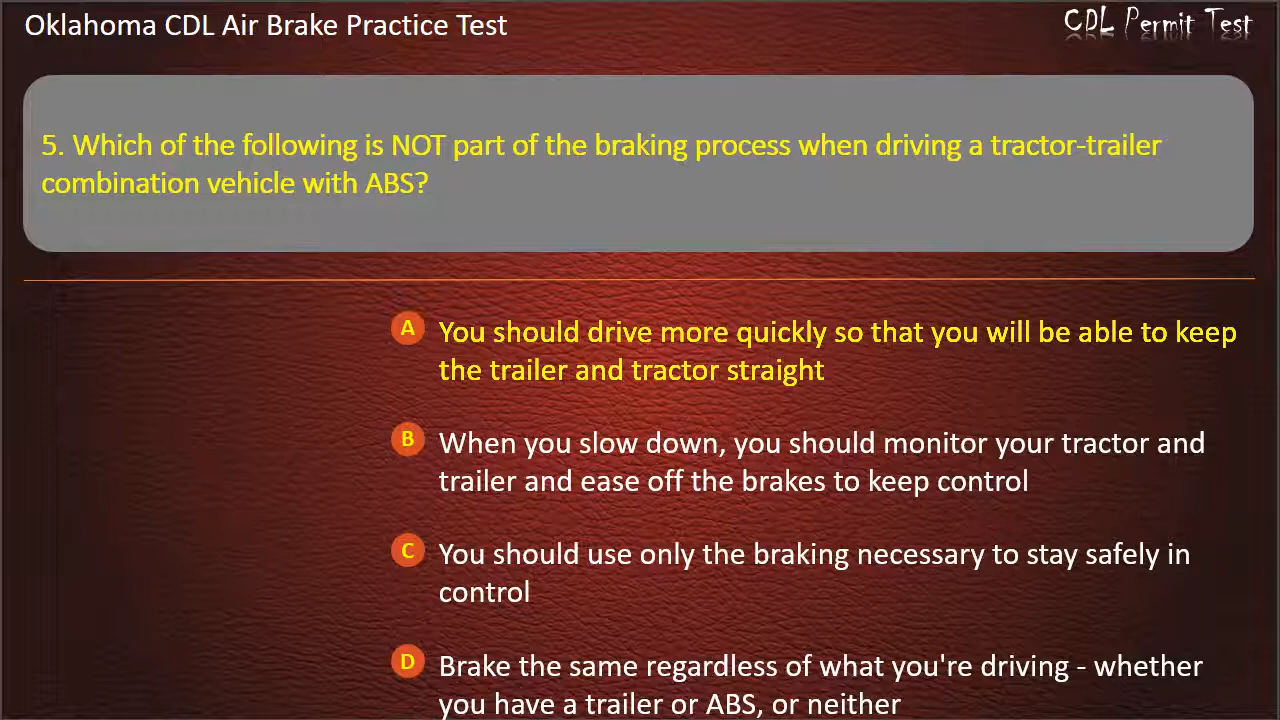 Oklahoma CDL Air Brake Practice Test
CDL Permit Test
5. Which of the following is NOT part of the braking process when driving a tractor-trailer
combination vehicle with ABS?
A You should drive more quickly so that you will be able to keep
the trailer and tractor straight
B When you slow down, you should monitor your tractor and
trailer and ease off the brakes to keep control
C You should use only the braking necessary to stay safely in
control
D Brake the same regardless of what you're driving - whether
you have a trailer or ABS, or neither